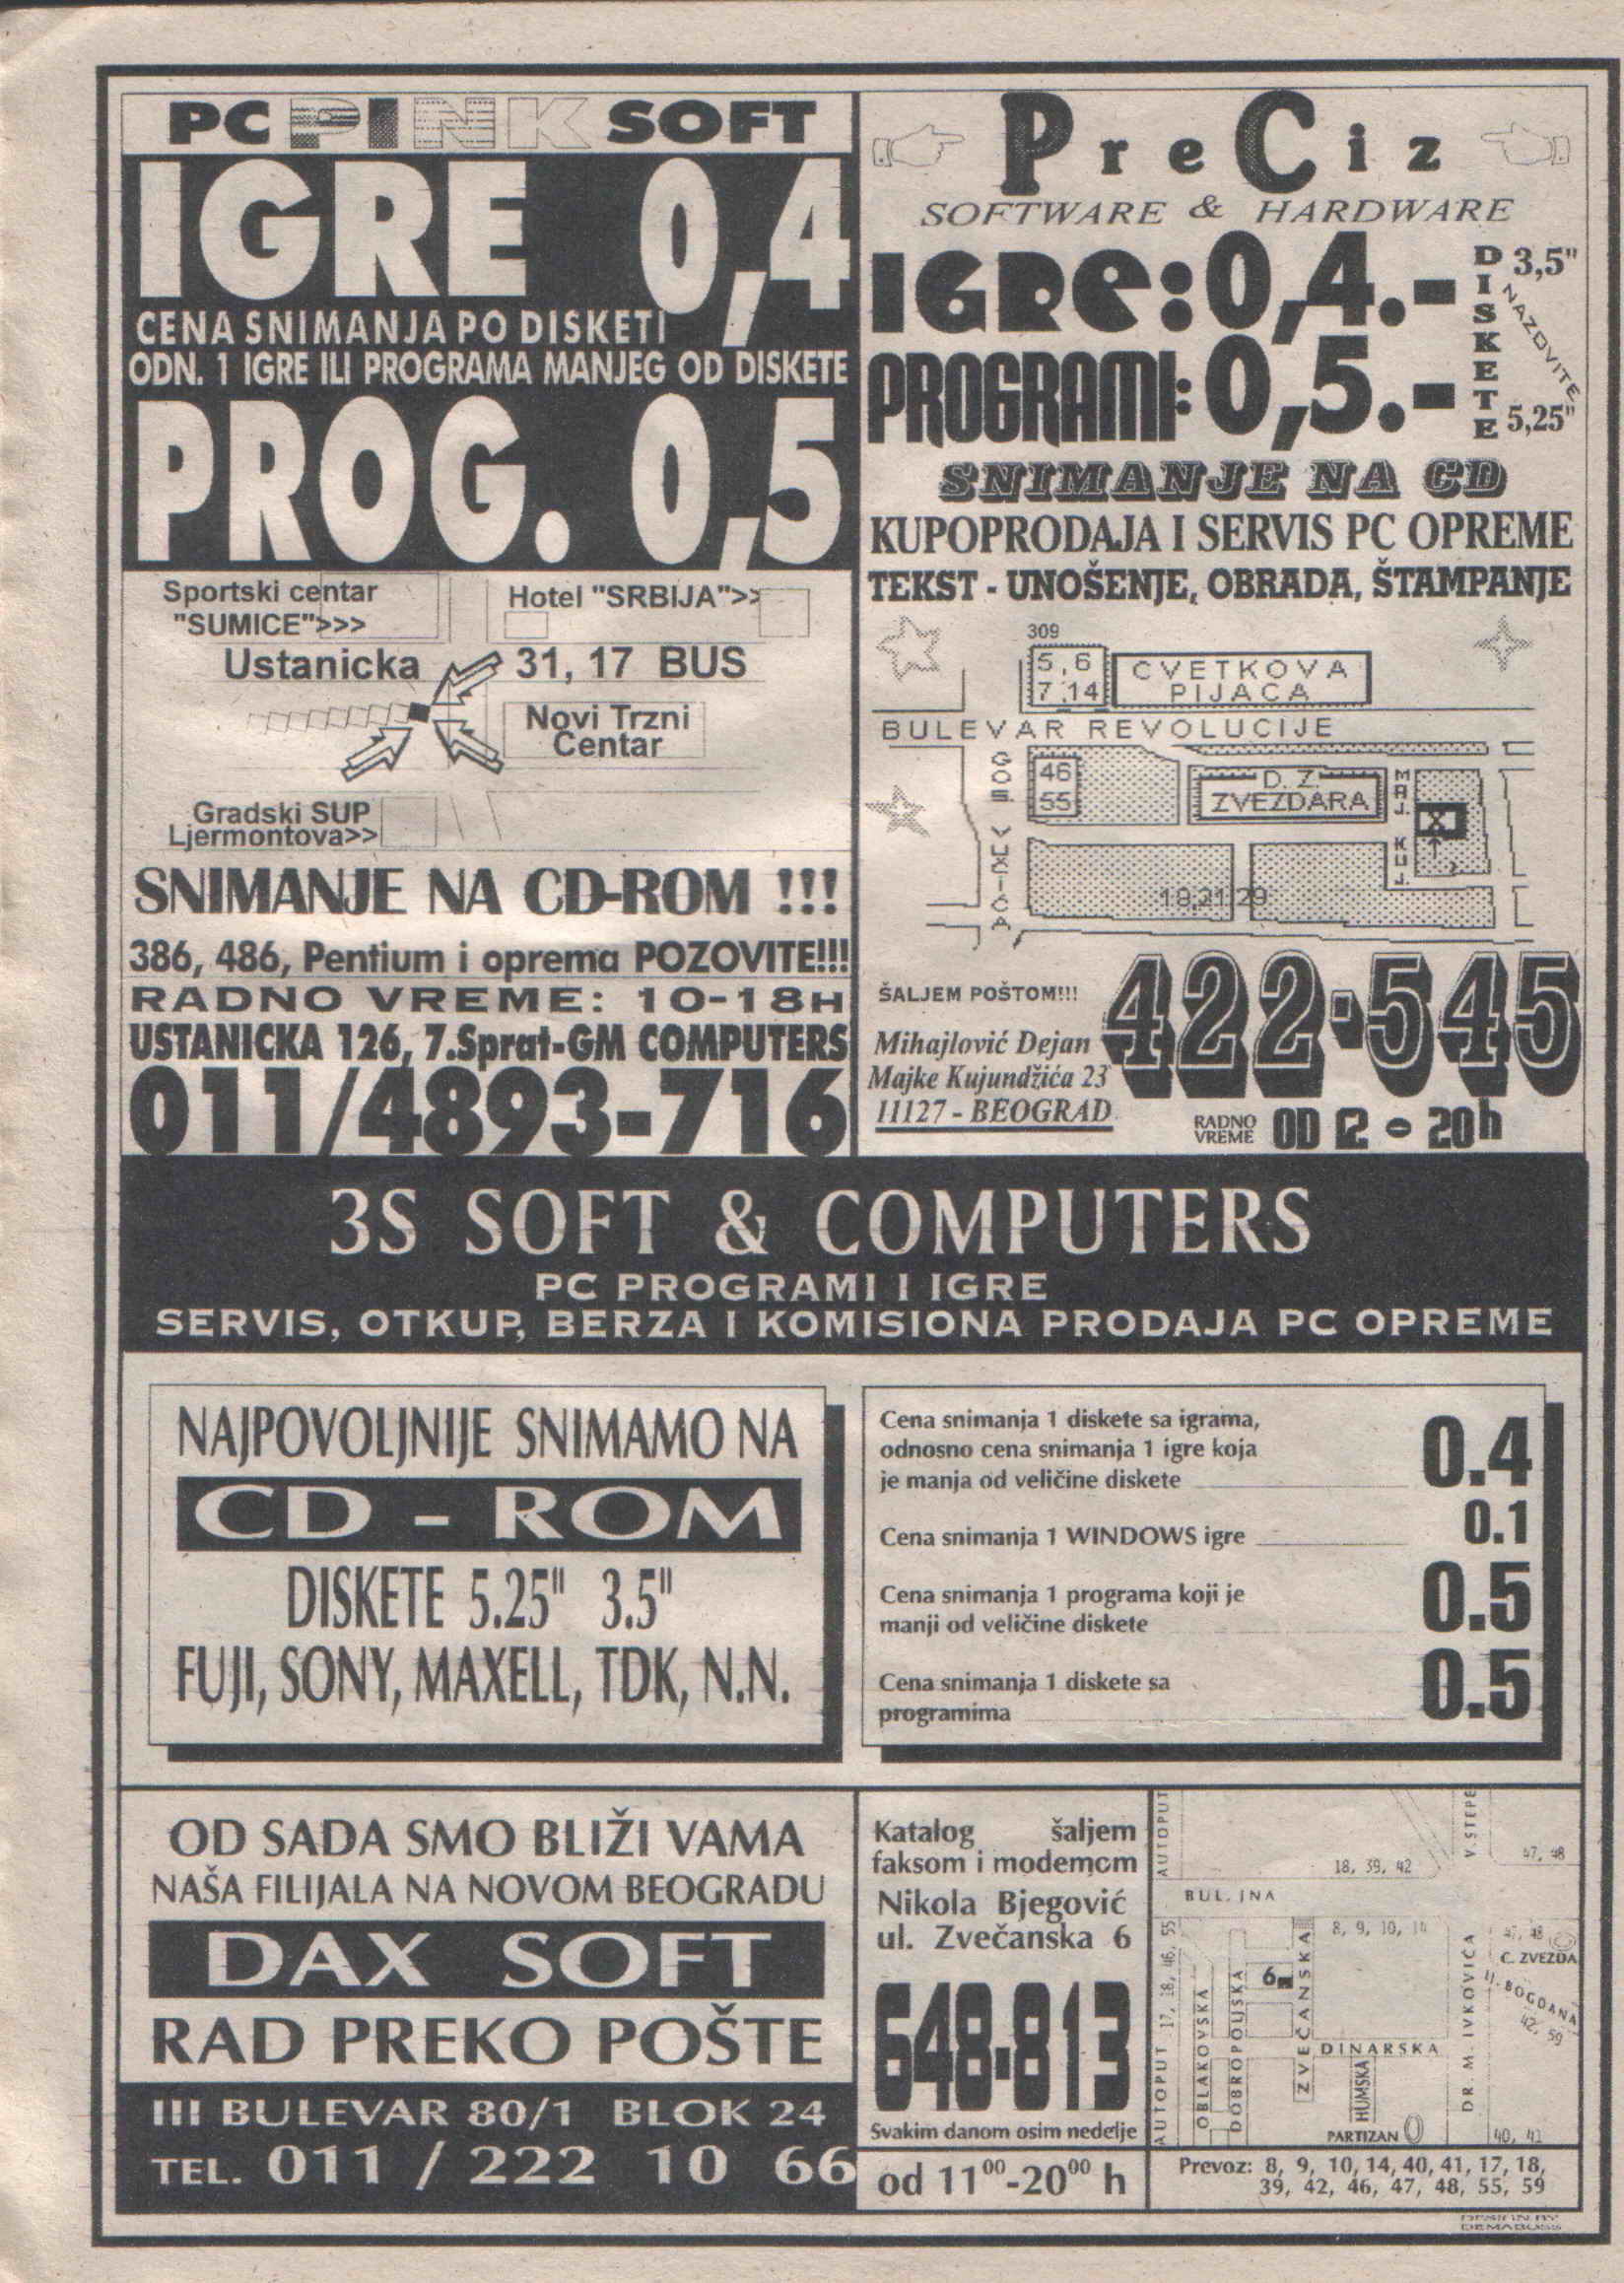 PC PINK SOFT
IGRE 0,4
CENA SNIMANJA PO DISKETI
ODN. 1 IGRE ILI PROGRAMA MANJEG OD DISKETE
PROG. 0,5
Sportski centar
"SUMICE">>>
Hotel "SRBIJA">>
Ustanicka
31, 17 BUS
Novi Trzni
Centar
Gradski SUP
Ljermontova>>
SNIMANJE NA CD-ROM !!!
386, 486, Pentium i oprema POZOVITE!!!
RADNO VREME: 10-18H
USTANICKA 126, 7.Sprat-GM COMPUTERS
011/4893-716
PreCiz
SOFTWARE & HARDWARE
IGRe:0,4.-
PROGRAMI:0,5.-
DISKETE
3,5"
NAZOVITE
5,25"
SNIMANJE NA CD
KUPOPRODAJA I SERVIS PC OPREME
TEKST - UNOŠENJE, OBRADA, ŠTAMPANJE
309
5,6
7,14
CVETKOVA
PIJACA
BULEVAR REVOLUCIJE
GOS. VUČIĆA
46
55
D. Z.
ZVEZDARA
MAJ. KUJ.
X
18,21,29
ŠALJEM POŠTOM!!!
422-545
Mihajlović Dejan
Majke Kujundžića 23
11127 - BEOGRAD
RADNO
VREME
OD 12 - 20h
3S SOFT & COMPUTERS
PC PROGRAMI I IGRE
SERVIS, OTKUP, BERZA I KOMISIONA PRODAJA PC OPREME
NAJPOVOLJNIJE SNIMAMO NA
CD - ROM
DISKETE 5.25" 3.5"
FUJI, SONY, MAXELL, TDK, N.N.
Cena snimanja 1 diskete sa igrama,
odnosno cena snimanja 1 igre koja
je manja od veličine diskete 0.4
Cena snimanja 1 WINDOWS igre 0.1
Cena snimanja 1 programa koji je
manji od veličine diskete 0.5
Cena snimanja 1 diskete sa
programima 0.5
OD SADA SMO BLIŽI VAMA
NAŠA FILIJALA NA NOVOM BEOGRADU
DAX SOFT
RAD PREKO POŠTE
III BULEVAR 80/1 BLOK 24
TEL. 011 / 222 10 66
Katalog šaljem
faksom i modemom
Nikola Bjegović
ul. Zvečanska 6
648-813
Svakim danom osim nedelje
od 11⁰⁰-20⁰⁰ h
AUTOPUT
V. STEPE
18, 39, 42
47, 48
BUL. JNA
8, 9, 10, 14
47, 48
C. ZVEZDA
LJ. BOGDANA
42, 59
AUTOPUT 17, 18, 46, 55
OBLAKOVSKA
DOBROPOLJSKA
6
ZVEČANSKA
DINARSKA
HUMSKA
DR. M. IVKOVIĆA
PARTIZAN
40, 41
Prevoz: 8, 9, 10, 14, 40, 41, 17, 18,
39, 42, 46, 47, 48, 55, 59
DESIGN BY
DEMABOSS